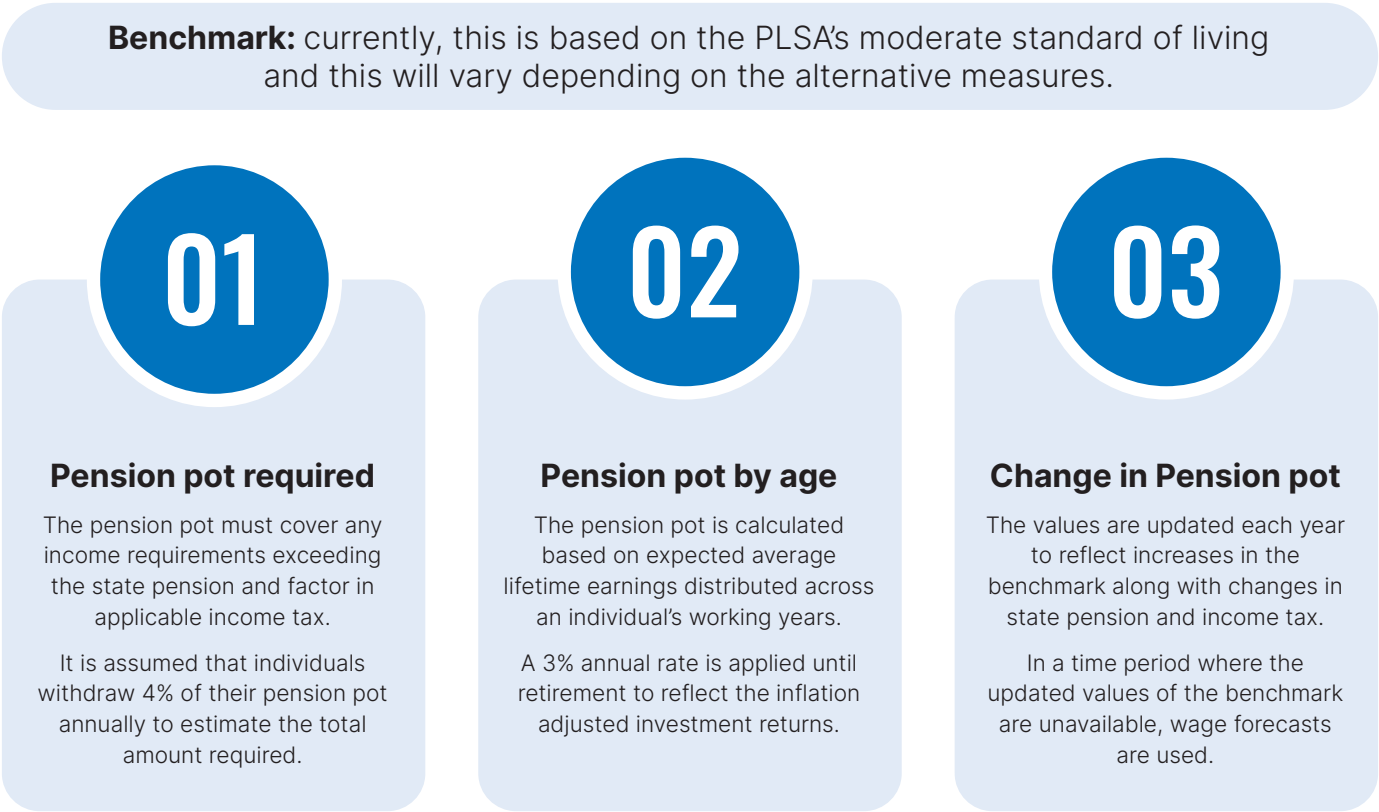 Benchmark: currently, this is based on the PLSA’s moderate standard of living
and this will vary depending on the alternative measures.
01
Pension pot required
The pension pot must cover any
income requirements exceeding
the state pension and factor in
applicable income tax.
It is assumed that individuals
withdraw 4% of their pension pot
annually to estimate the total
amount required.
02
Pension pot by age
The pension pot is calculated
based on expected average
lifetime earnings distributed across
an individual’s working years.
A 3% annual rate is applied until
retirement to reflect the inflation
adjusted investment returns.
03
Change in Pension pot
The values are updated each year
to reflect increases in the
benchmark along with changes in
state pension and income tax.
In a time period where the
updated values of the benchmark
are unavailable, wage forecasts
are used.